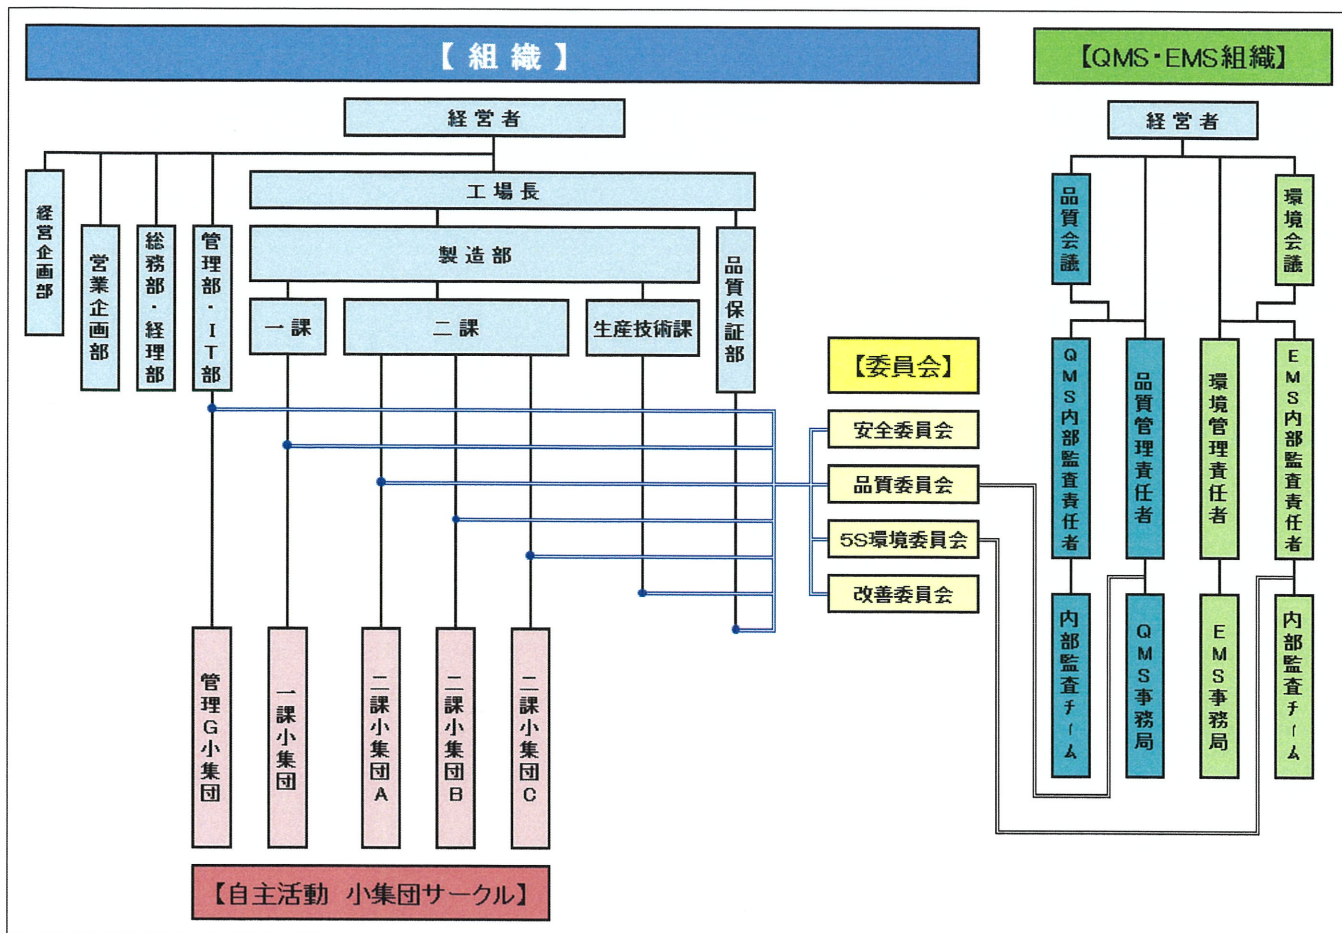 【 組 織 】
【QMS・EMS組織】
経 営 者
工 場 長
経営企画部
営業企画部
総務部・経理部
管理部・IT部
製 造 部
品質保証部
一 課
二 課
生産技術課
【委員会】
安全委員会
品質委員会
5S環境委員会
改善委員会
管理G小集団
一課小集団
二課小集団A
二課小集団B
二課小集団C
【自主活動 小集団サークル】
経 営 者
品質会議
環境会議
QMS内部監査責任者
品質管理責任者
環境管理責任者
EMS内部監査責任者
内部監査チーム
QMS事務局
EMS事務局
内部監査チーム